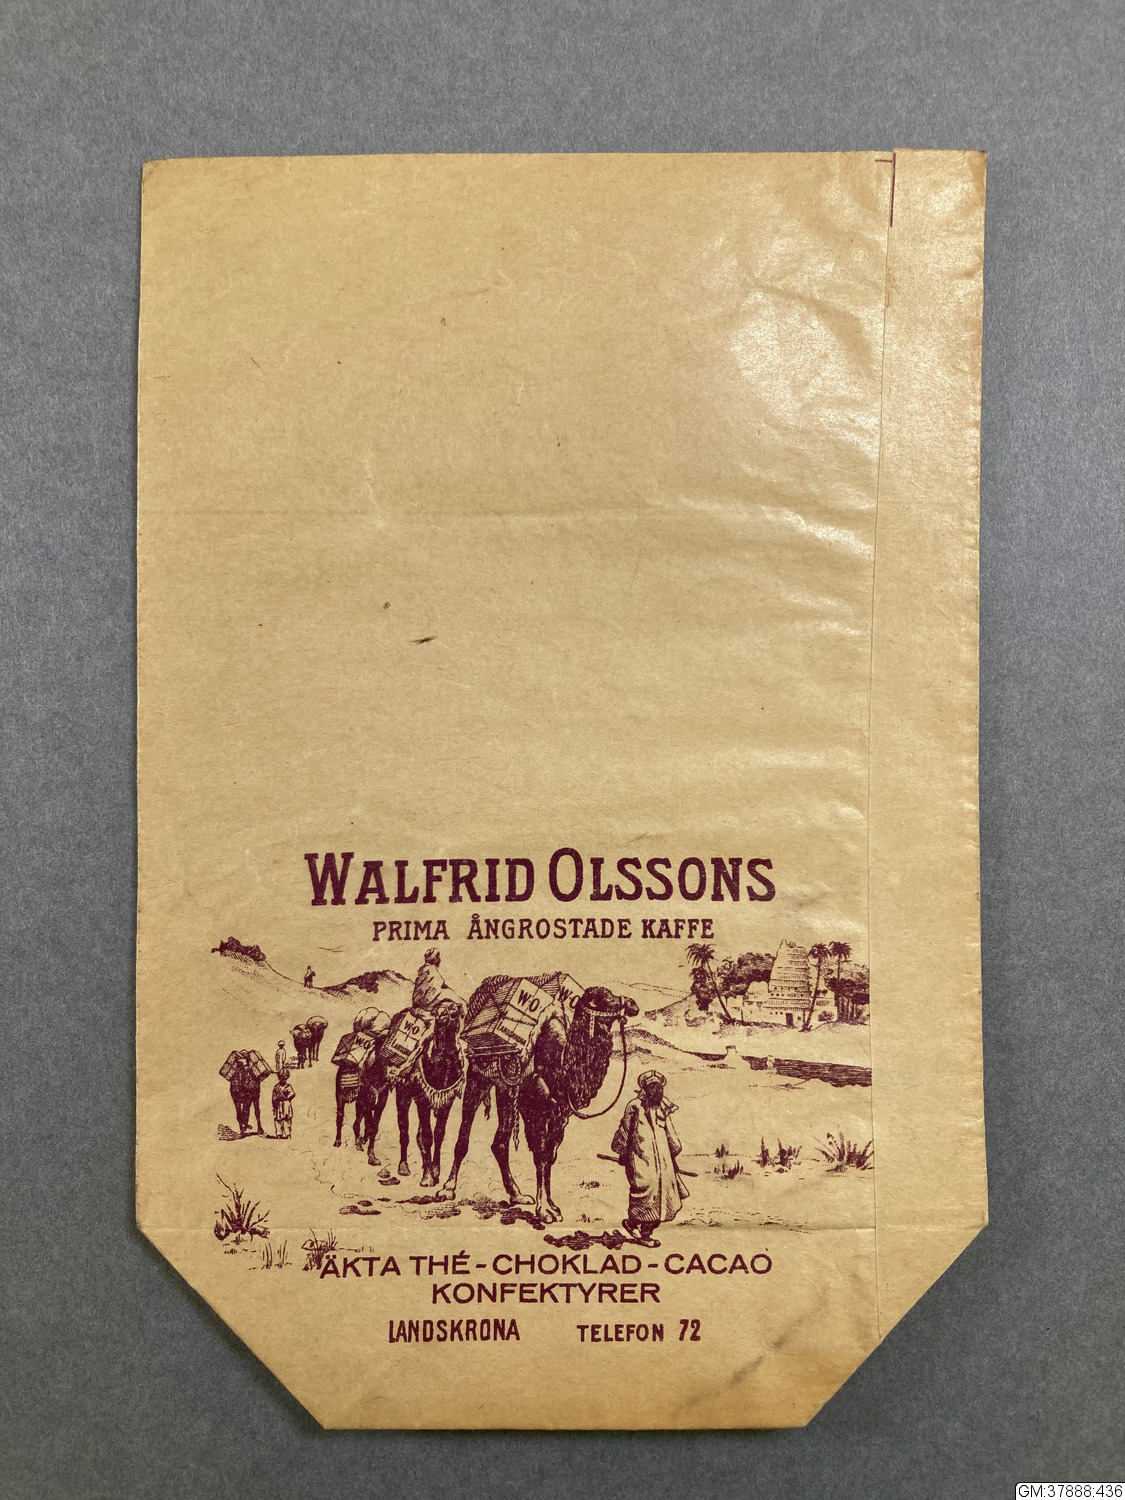 WALFRID OLSSONS
PRIMA ÅNGROSTADE KAFFE
W.O.
W.O.
W.O.
W.O.
ÄKTA THÉ - CHOKLAD - CACAO
KONFEKTYRER
LANDSKRONA TELEFON 72
GM:37888:436